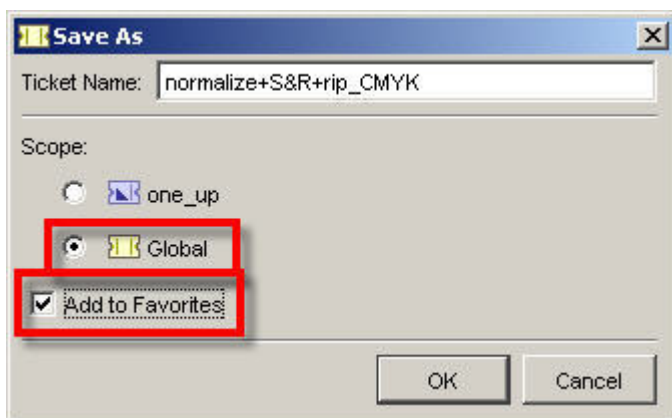 Save As
Ticket Name: normalize+S&R+rip_CMYK
Scope:
one_up
Global
Add to Favorites
OK Cancel